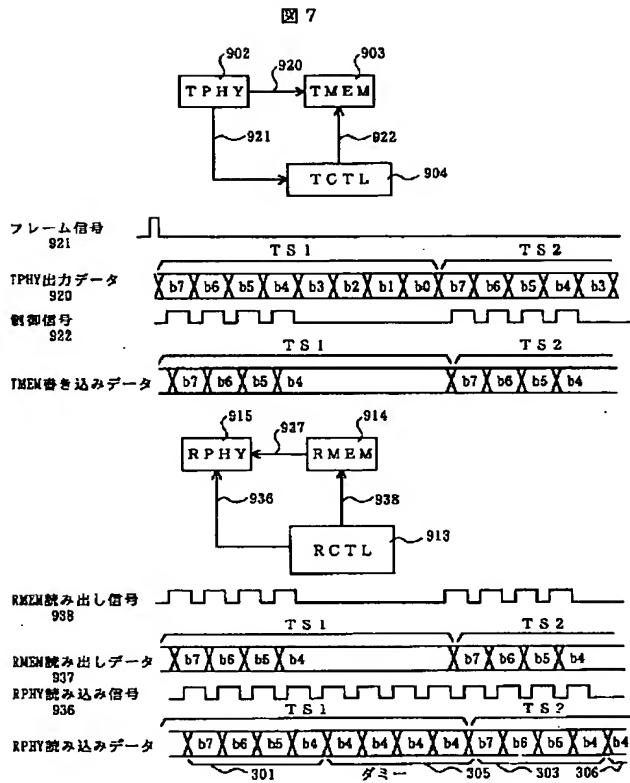 図 7
902
920
903
TPHY
TMEM
921
922
904
TCTL
フレーム信号
921
TS1
TS2
TPHY出力データ
920
b7 b6 b5 b4 b3 b2 b1 b0 b7 b6 b5 b4 b3
制御信号
922
TS1
TS2
TMEM書き込みデータ
b7 b6 b5 b4 b7 b6 b5 b4
915
927
914
RPHY
RMEM
936
938
913
RCTL
RMEM読み出し信号
938
TS1
TS2
RMEM読み出しデータ
937
b7 b6 b5 b4 b7 b6 b5 b4
RPHY読み込み信号
936
TS1
TS?
RPHY読み込みデータ
b7 b6 b5 b4 b4 b4 b4 b4 b7 b6 b5 b4 b4
301
ダミー
305
303
306